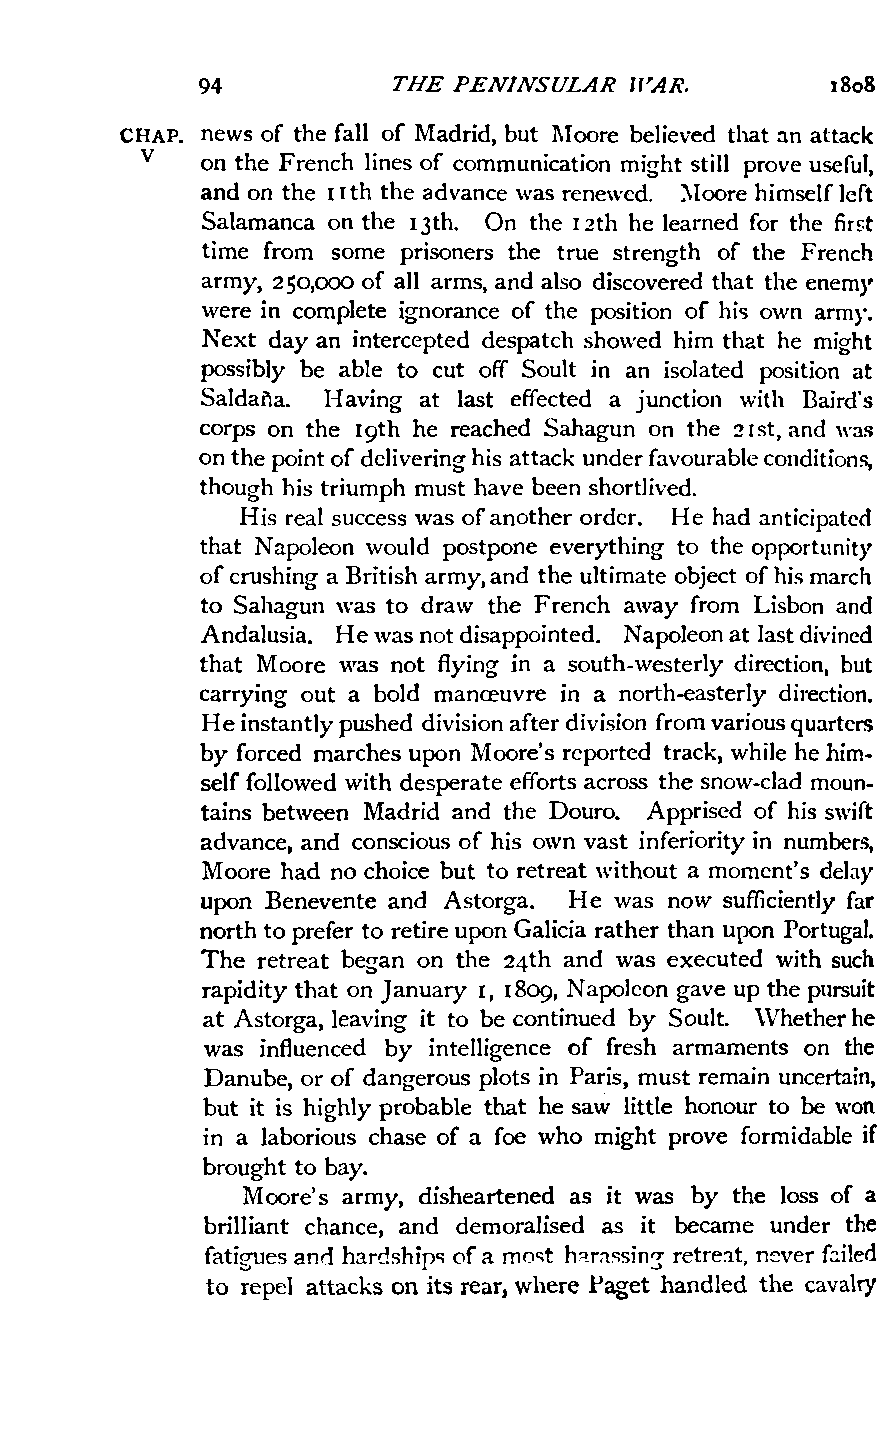 94 THE PENINSULAR WAR. 1808
CHAP. news of the fall of Madrid, but Moore believed that an attack
V on the French lines of communication might still prove useful,
and on the 11th the advance was renewed. Moore himself left
Salamanca on the 13th. On the 12th he learned for the first
time from some prisoners the true strength of the French
army, 250,000 of all arms, and also discovered that the enemy
were in complete ignorance of the position of his own army.
Next day an intercepted despatch showed him that he might
possibly be able to cut off Soult in an isolated position at
Saldaña. Having at last effected a junction with Baird's
corps on the 19th he reached Sahagun on the 21st, and was
on the point of delivering his attack under favourable conditions,
though his triumph must have been shortlived.
His real success was of another order. He had anticipated
that Napoleon would postpone everything to the opportunity
of crushing a British army, and the ultimate object of his march
to Sahagun was to draw the French away from Lisbon and
Andalusia. He was not disappointed. Napoleon at last divined
that Moore was not flying in a south-westerly direction, but
carrying out a bold manœuvre in a north-easterly direction.
He instantly pushed division after division from various quarters
by forced marches upon Moore's reported track, while he him-
self followed with desperate efforts across the snow-clad moun-
tains between Madrid and the Douro. Apprised of his swift
advance, and conscious of his own vast inferiority in numbers,
Moore had no choice but to retreat without a moment's delay
upon Benevente and Astorga. He was now sufficiently far
north to prefer to retire upon Galicia rather than upon Portugal.
The retreat began on the 24th and was executed with such
rapidity that on January 1, 1809, Napoleon gave up the pursuit
at Astorga, leaving it to be continued by Soult. Whether he
was influenced by intelligence of fresh armaments on the
Danube, or of dangerous plots in Paris, must remain uncertain,
but it is highly probable that he saw little honour to be won
in a laborious chase of a foe who might prove formidable if
brought to bay.
Moore's army, disheartened as it was by the loss of a
brilliant chance, and demoralised as it became under the
fatigues and hardships of a most harassing retreat, never failed
to repel attacks on its rear, where Paget handled the cavalry